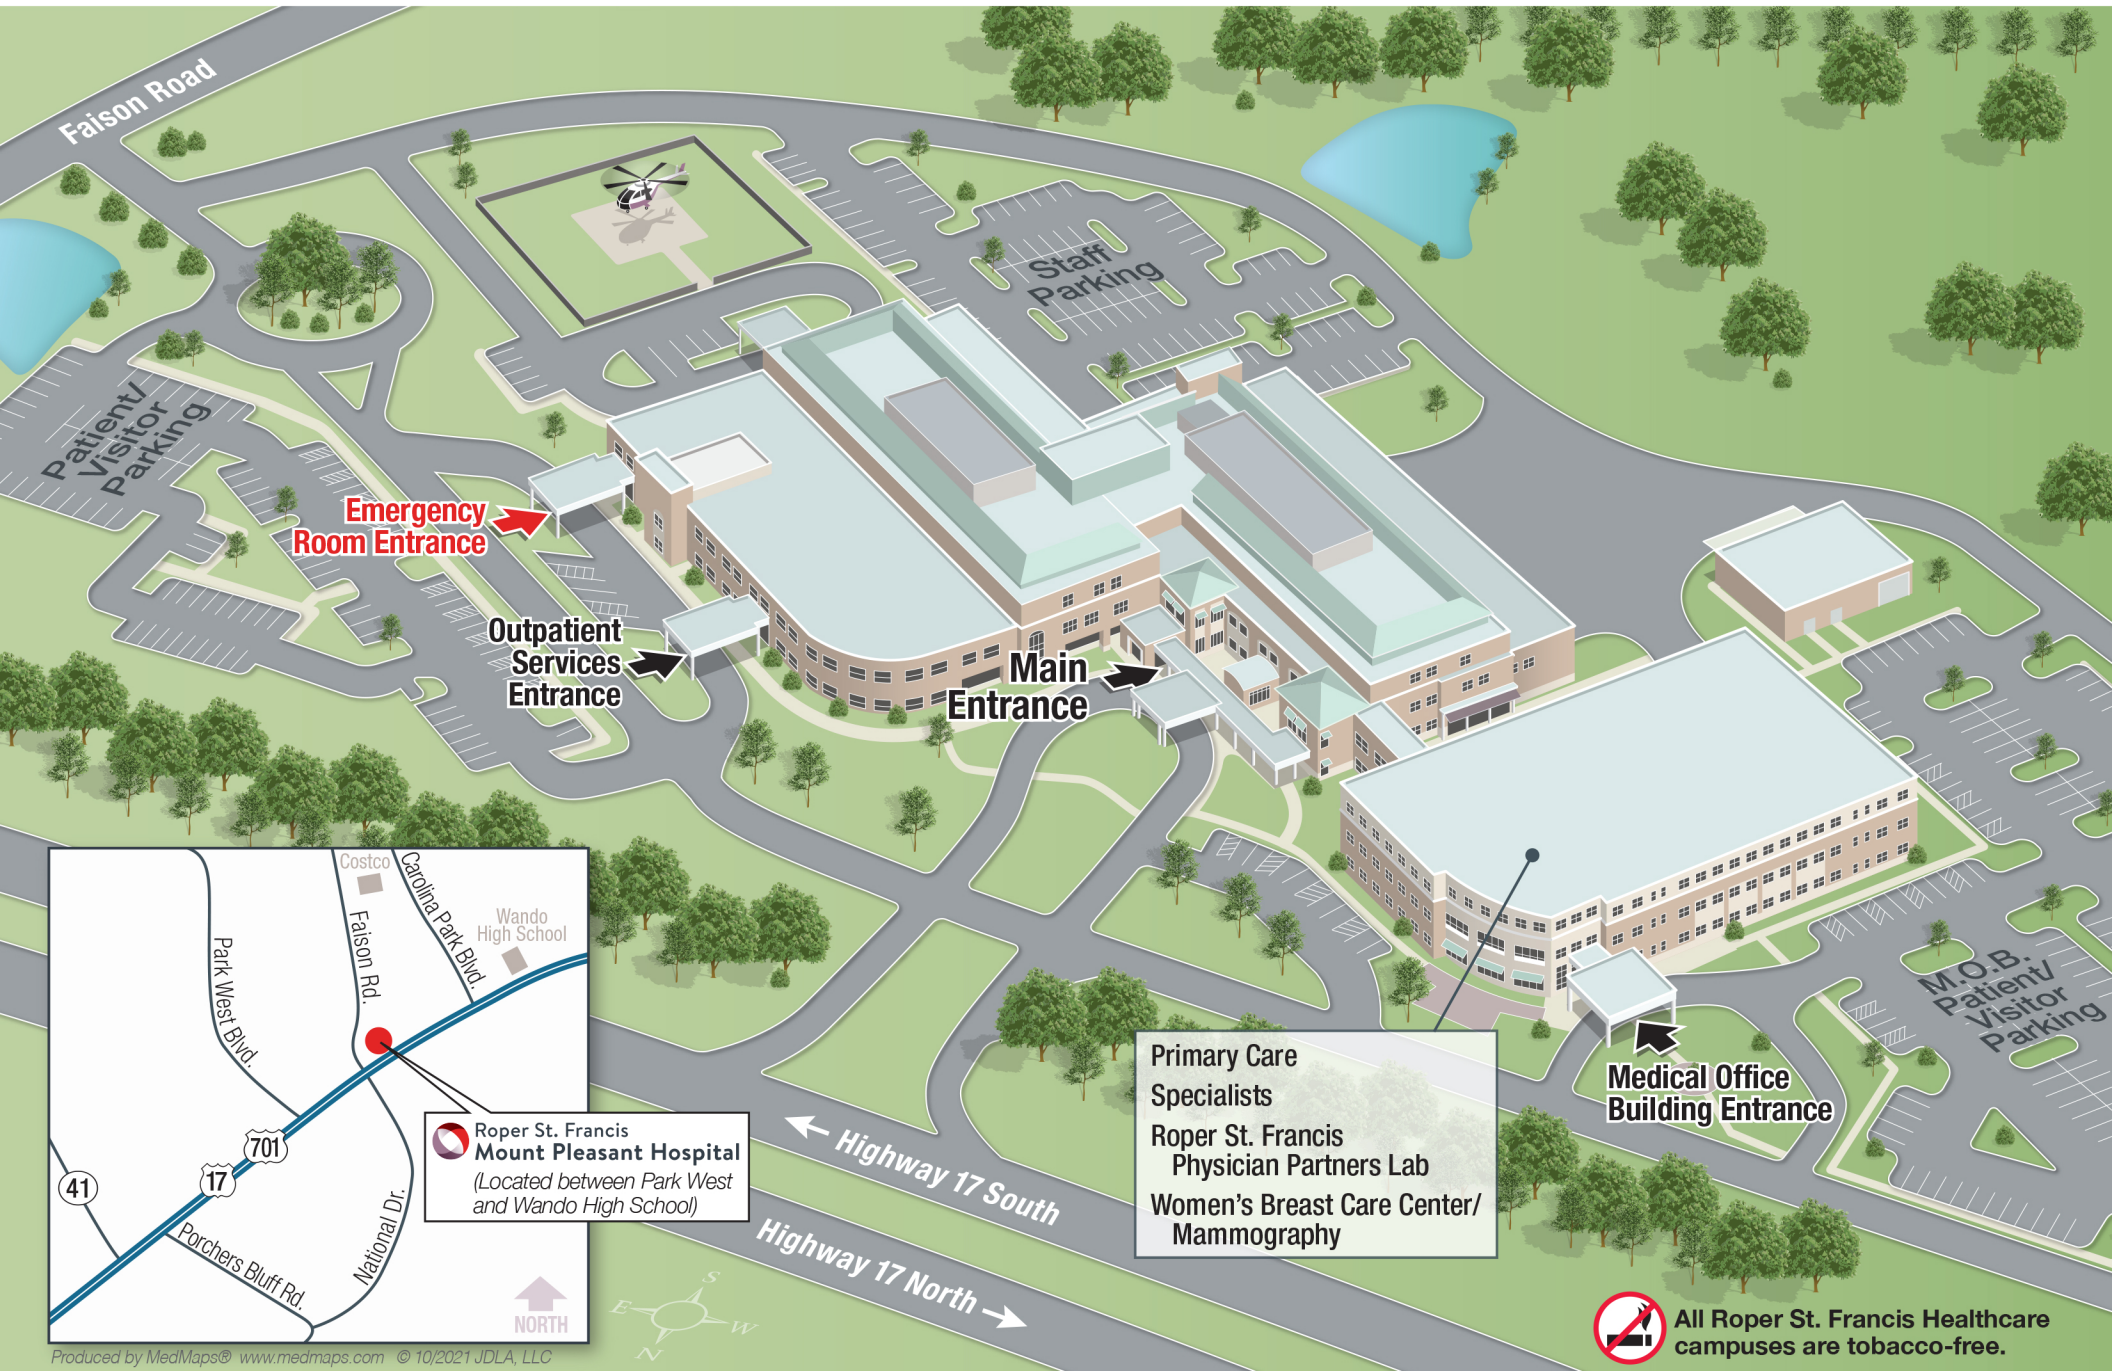 Faison Road
Staff
Parking
Patient/
Visitor
Parking
Emergency
Room Entrance
Outpatient
Services
Entrance
Main
Entrance
M.O.B.
Patient/
Visitor
Parking
Medical Office
Building Entrance
Primary Care
Specialists
Roper St. Francis
Physician Partners Lab
Women's Breast Care Center/
Mammography
Highway 17 South
Highway 17 North
Costco
Carolina Park Blvd.
Wando
High School
Faison Rd.
Park West Blvd.
701
17
41
Roper St. Francis
Mount Pleasant Hospital
(Located between Park West
and Wando High School)
National Dr.
Porchers Bluff Rd.
NORTH
S
E
W
N
All Roper St. Francis Healthcare
campuses are tobacco-free.
Produced by MedMaps® www.medmaps.com © 10/2021 JDLA, LLC